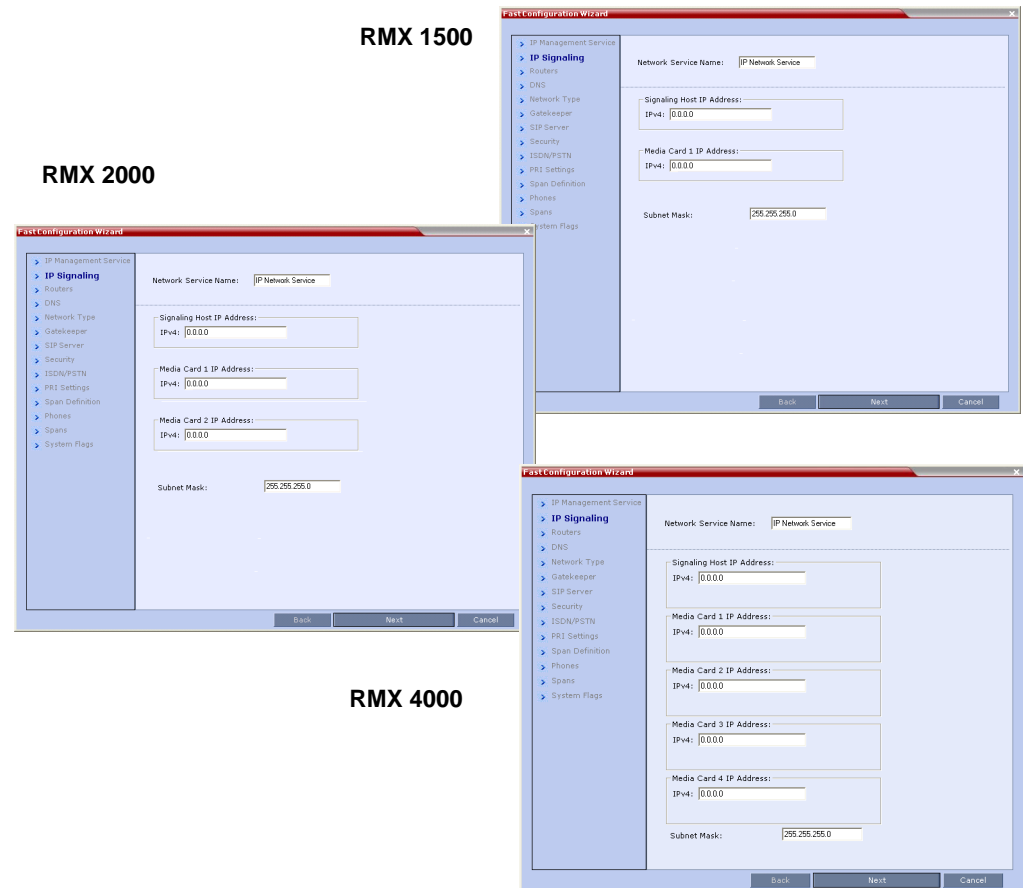 RMX 1500
Fast Configuration Wizard
x
IP Management Service
IP Signaling
Routers
DNS
Network Type
Gatekeeper
SIP Server
Security
ISDN/PSTN
PRI Settings
Span Definition
Phones
Spans
System Flags
Network Service Name: IP Network Service
Signaling Host IP Address:
IPv4: 0.0.0.0
Media Card 1 IP Address:
IPv4: 0.0.0.0
Subnet Mask: 255.255.255.0
Back Next Cancel
RMX 2000
Fast Configuration Wizard
x
IP Management Service
IP Signaling
Routers
DNS
Network Type
Gatekeeper
SIP Server
Security
ISDN/PSTN
PRI Settings
Span Definition
Phones
Spans
System Flags
Network Service Name: IP Network Service
Signaling Host IP Address:
IPv4: 0.0.0.0
Media Card 1 IP Address:
IPv4: 0.0.0.0
Media Card 2 IP Address:
IPv4: 0.0.0.0
Subnet Mask: 255.255.255.0
Back Next Cancel
RMX 4000
Fast Configuration Wizard
x
IP Management Service
IP Signaling
Routers
DNS
Network Type
Gatekeeper
SIP Server
Security
ISDN/PSTN
PRI Settings
Span Definition
Phones
Spans
System Flags
Network Service Name: IP Network Service
Signaling Host IP Address:
IPv4: 0.0.0.0
Media Card 1 IP Address:
IPv4: 0.0.0.0
Media Card 2 IP Address:
IPv4: 0.0.0.0
Media Card 3 IP Address:
IPv4: 0.0.0.0
Media Card 4 IP Address:
IPv4: 0.0.0.0
Subnet Mask: 255.255.255.0
Back Next Cancel